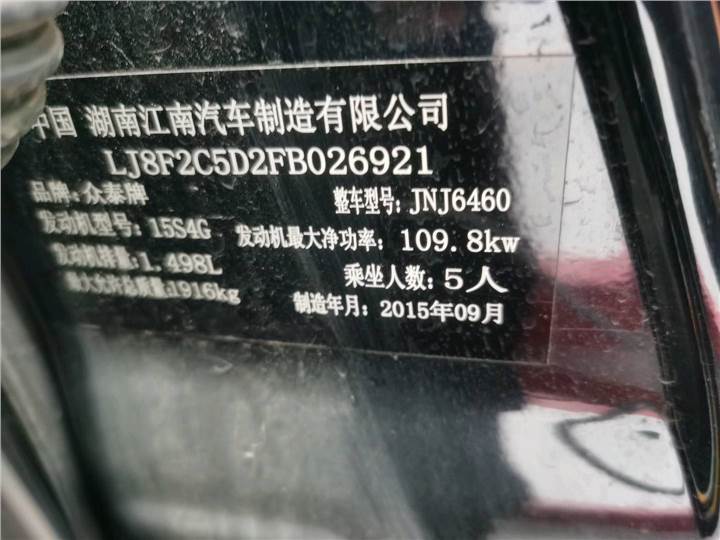 中国 湖南江南汽车制造有限公司
LJ8F2C5D2FB026921
品牌:众泰牌 整车型号:JNJ6460
发动机型号:15S4G 发动机最大净功率:109.8kw
发动机排量:1.498L 乘坐人数:5人
最大允许总质量:1916kg 制造年月:2015年09月